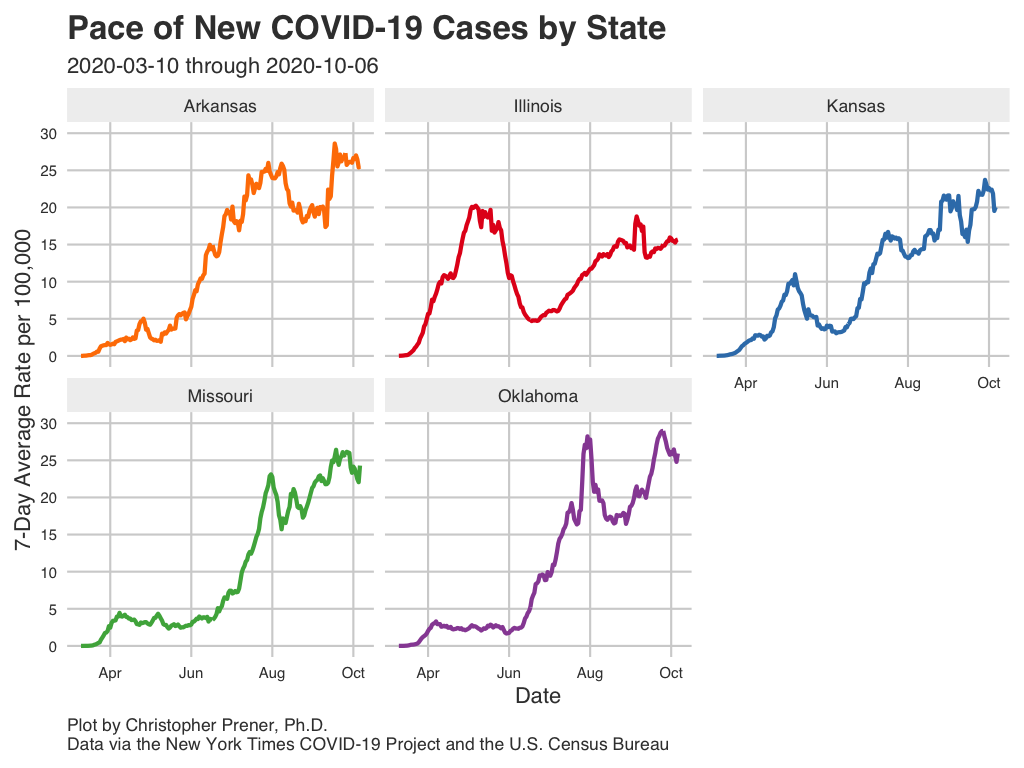 Pace of New COVID-19 Cases by State
2020-03-10 through 2020-10-06
Arkansas
Illinois
Kansas
30
25
20
15
10
5
0
Apr
Jun
Aug
Oct
Missouri
Oklahoma
30
25
20
15
10
5
0
Apr
Jun
Aug
Oct
Apr
Jun
Aug
Oct
7-Day Average Rate per 100,000
Date
Plot by Christopher Prener, Ph.D.
Data via the New York Times COVID-19 Project and the U.S. Census Bureau